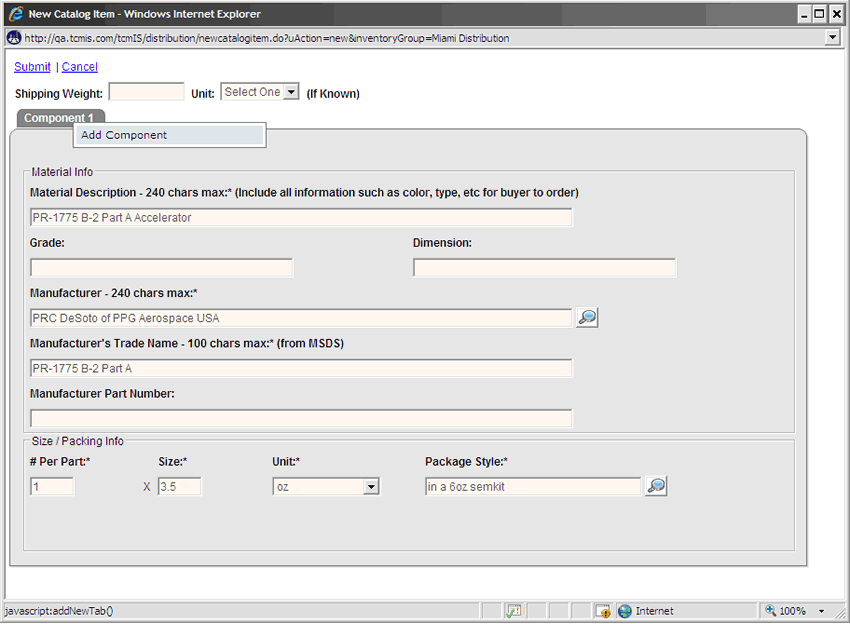 New Catalog Item - Windows Internet Explorer
http://qa.tcmis.com/tcmIS/distribution/newcatalogitem.do?uAction=new&inventoryGroup=Miami Distribution
Submit | Cancel
Shipping Weight: Unit: Select One (If Known)
Component 1
Add Component
Material Info
Material Description - 240 chars max:* (Include all information such as color, type, etc for buyer to order)
PR-1775 B-2 Part A Accelerator
Grade: Dimension:
Manufacturer - 240 chars max:*
PRC DeSoto of PPG Aerospace USA
Manufacturer's Trade Name - 100 chars max:* (from MSDS)
PR-1775 B-2 Part A
Manufacturer Part Number:
Size / Packing Info
# Per Part:* Size:* Unit:* Package Style:*
1 X 3.5 oz in a 6oz semkit
javascript:addNewTab() Internet 100%